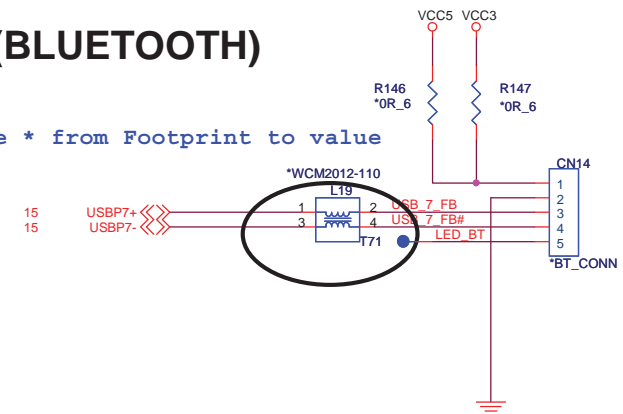 VCC5 VCC3
(BLUETOOTH)
R146
*0R_6
R147
*0R_6
e * from Footprint to value
CN14
*WCM2012-110
L19
1
2
3
4
5
15 USBP7+ 1 2 USB_7_FB
15 USBP7- 3 4 USB_7_FB#
T71 LED_BT
*BT_CONN